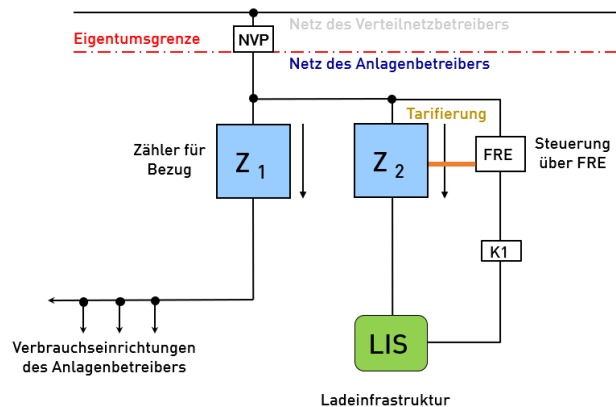 Netz des Verteilnetzbetreibers
Eigentumsgrenze
NVP
Netz des Anlagenbetreibers
Tarifierung
Zähler für
Bezug
Z 1
Z 2
FRE
Steuerung
über FRE
K1
LIS
Verbrauchseinrichtungen
des Anlagenbetreibers
Ladeinfrastruktur